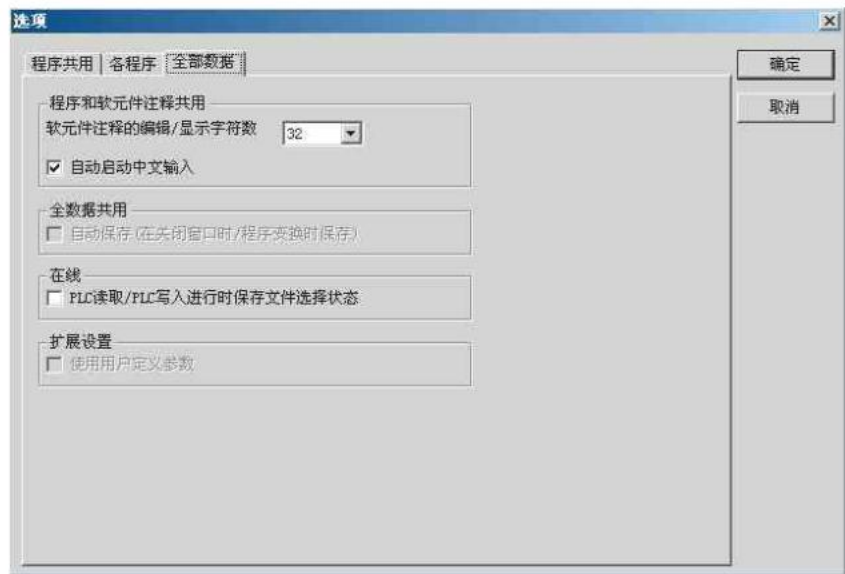 选项
程序共用 各程序 全部数据
确定
取消
程序和软元件注释共用
软元件注释的编辑/显示字符数 32
自动启动中文输入
全数据共用
自动保存(在关闭窗口时/程序变换时保存)
在线
PLC读取/PLC写入进行时保存文件选择状态
扩展设置
使用用户定义参数